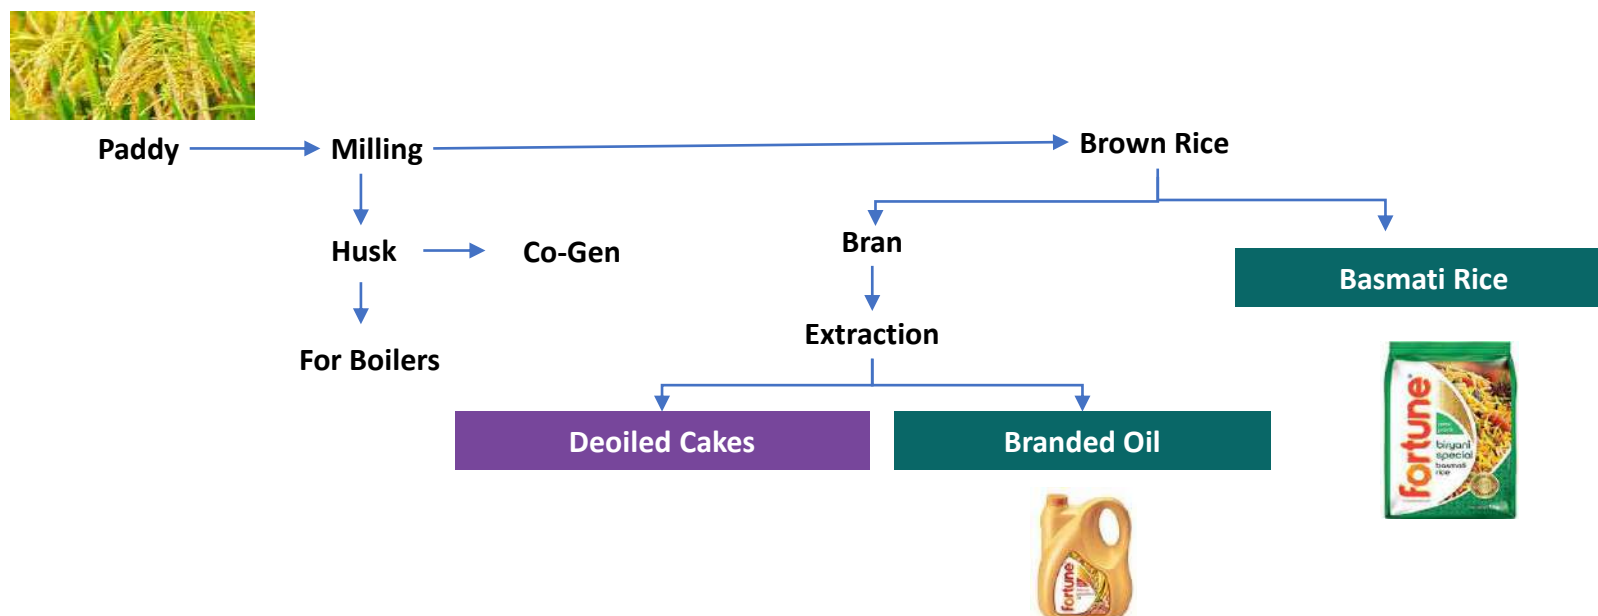 Paddy
Milling
Brown Rice
Husk
Co-Gen
Bran
Basmati Rice
For Boilers
Extraction
Deoiled Cakes
Branded Oil
fortune
biryani
special
basmati
rice
fortune